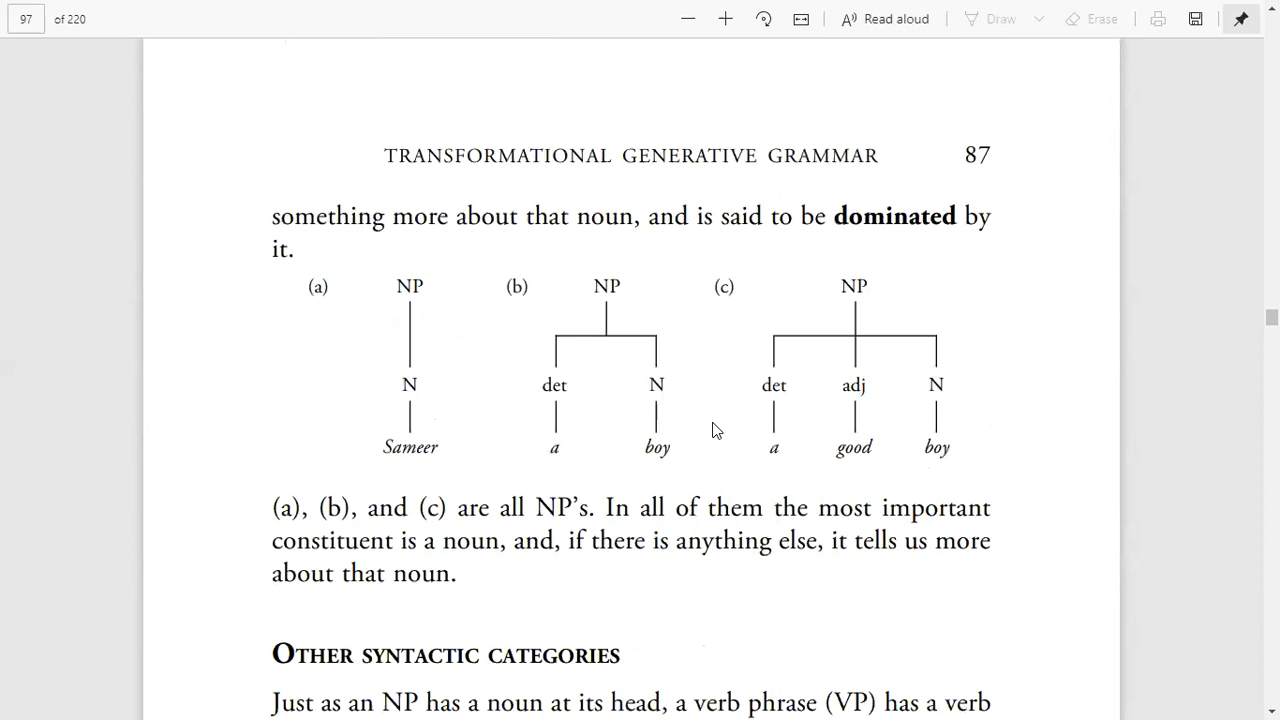 97 of 220 Read aloud Draw Erase
TRANSFORMATIONAL GENERATIVE GRAMMAR 87
something more about that noun, and is said to be dominated by
it.
(a) NP (b) NP (c) NP
N det N det adj N
Sameer a boy a good boy
(a), (b), and (c) are all NP's. In all of them the most important
constituent is a noun, and, if there is anything else, it tells us more
about that noun.
OTHER SYNTACTIC CATEGORIES
Just as an NP has a noun at its head, a verb phrase (VP) has a verb